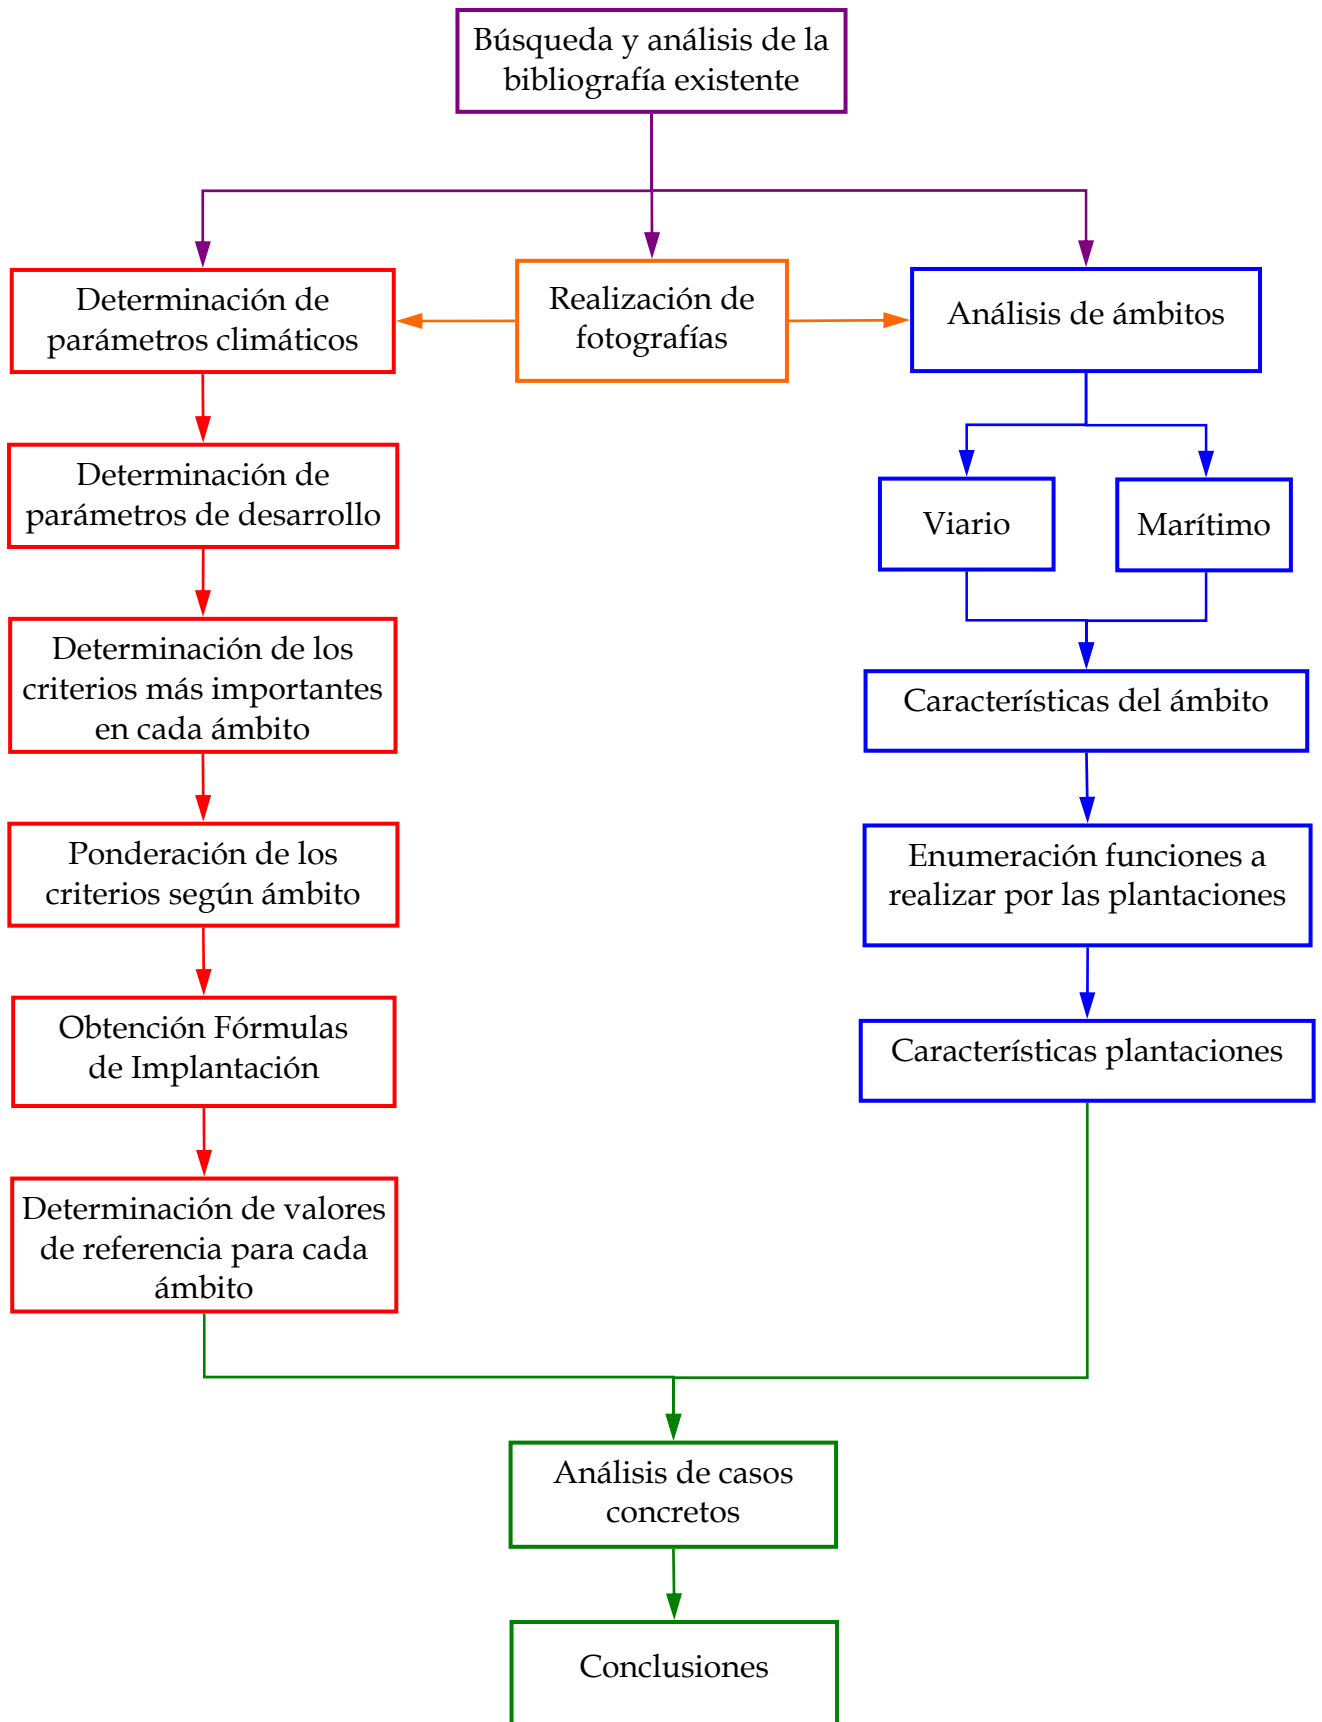 Búsqueda y análisis de la
bibliografía existente
Determinación de
parámetros climáticos
Realización de
fotografías
Análisis de ámbitos
Determinación de
parámetros de desarrollo
Viario
Marítimo
Determinación de los
criterios más importantes
en cada ámbito
Característícas del ámbito
Ponderación de los
criterios según ámbito
Enumeración funciones a
realizar por las plantaciones
Obtención Fórmulas
de Implantación
Característícas plantaciones
Determinación de valores
de referencia para cada
ámbito
Análisis de casos
concretos
Conclusiones